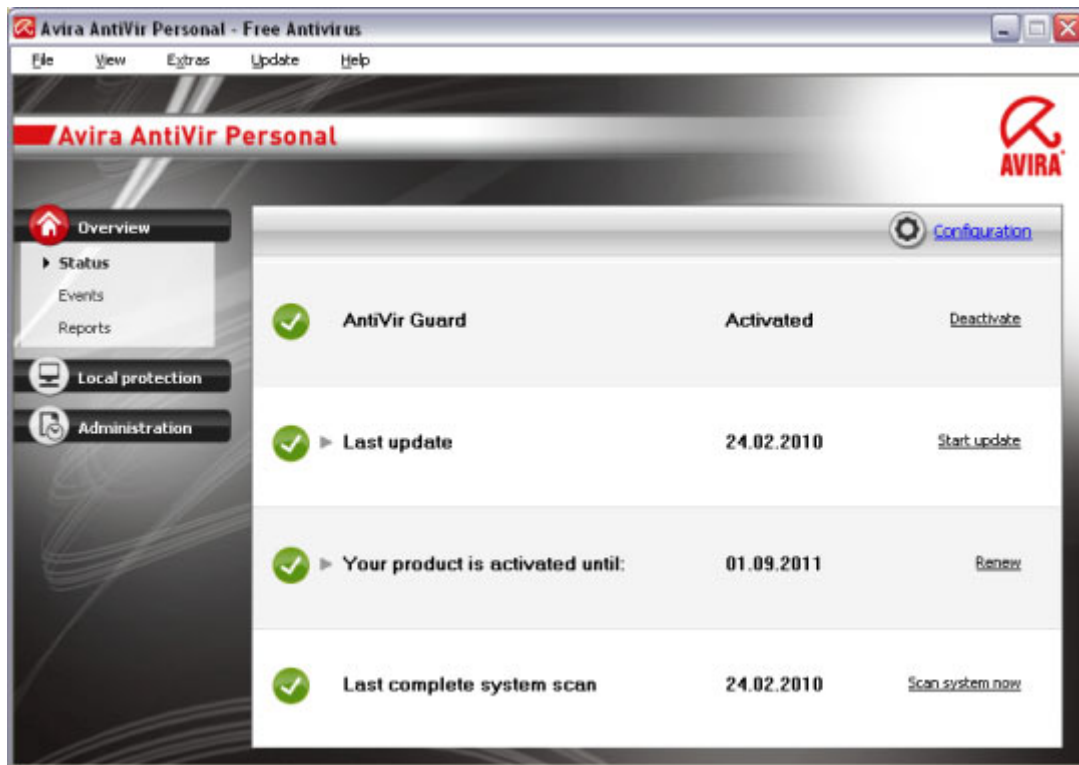 Avira AntiVir Personal - Free Antivirus
File View Extras Update Help
Avira AntiVir Personal
AVIRA
Overview
Configuration
Status
Events
Reports
Local protection
Administration
AntiVir Guard Activated Deactivate
Last update 24.02.2010 Start update
Your product is activated until: 01.09.2011 Renew
Last complete system scan 24.02.2010 Scan system now